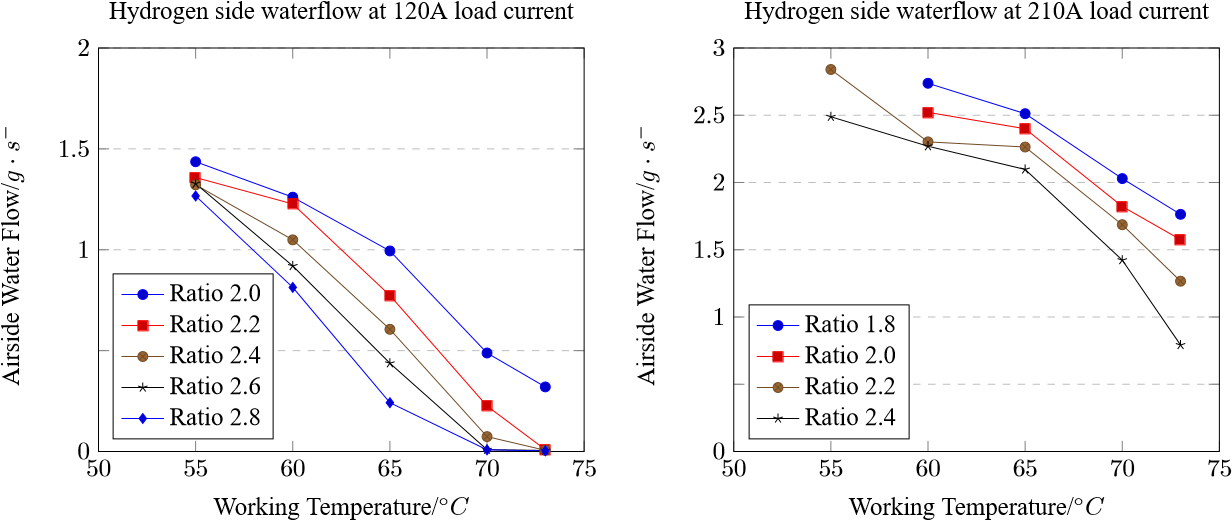 Hydrogen side waterflow at 120A load current
2
1.5
1
0
50 55 60 65 70 75
Airside Water Flow/g · s⁻
Working Temperature/°C
Ratio 2.0
Ratio 2.2
Ratio 2.4
Ratio 2.6
Ratio 2.8
Hydrogen side waterflow at 210A load current
3
2.5
2
1.5
1
0
50 55 60 65 70 75
Airside Water Flow/g · s⁻
Working Temperature/°C
Ratio 1.8
Ratio 2.0
Ratio 2.2
Ratio 2.4